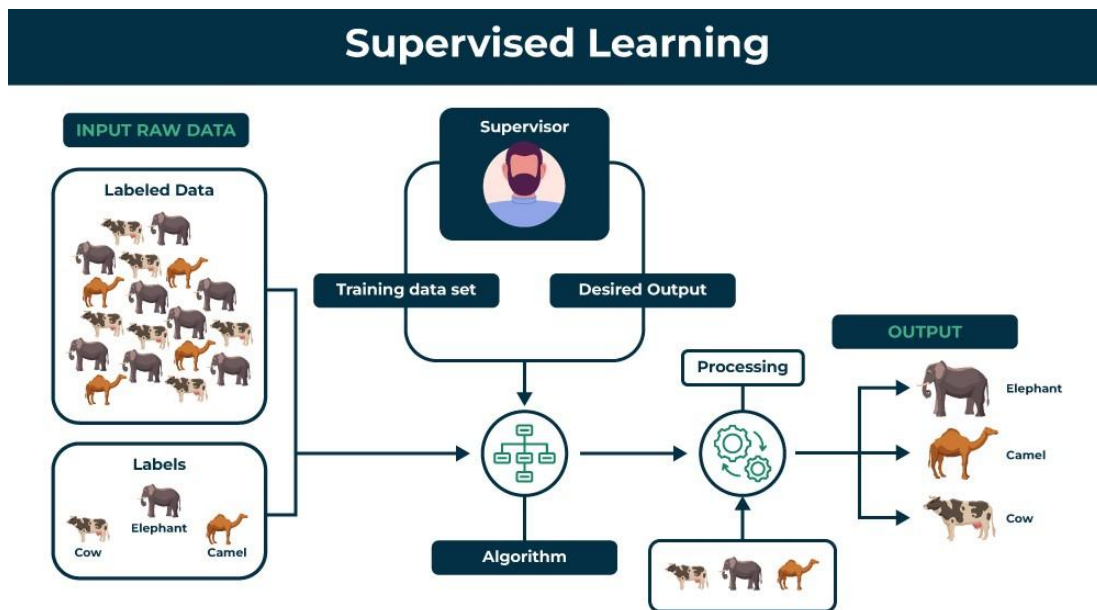 Supervised Learning
INPUT RAW DATA
Labeled Data
Labels
Cow
Elephant
Camel
Supervisor
Training data set
Desired Output
Algorithm
Processing
OUTPUT
Elephant
Camel
Cow